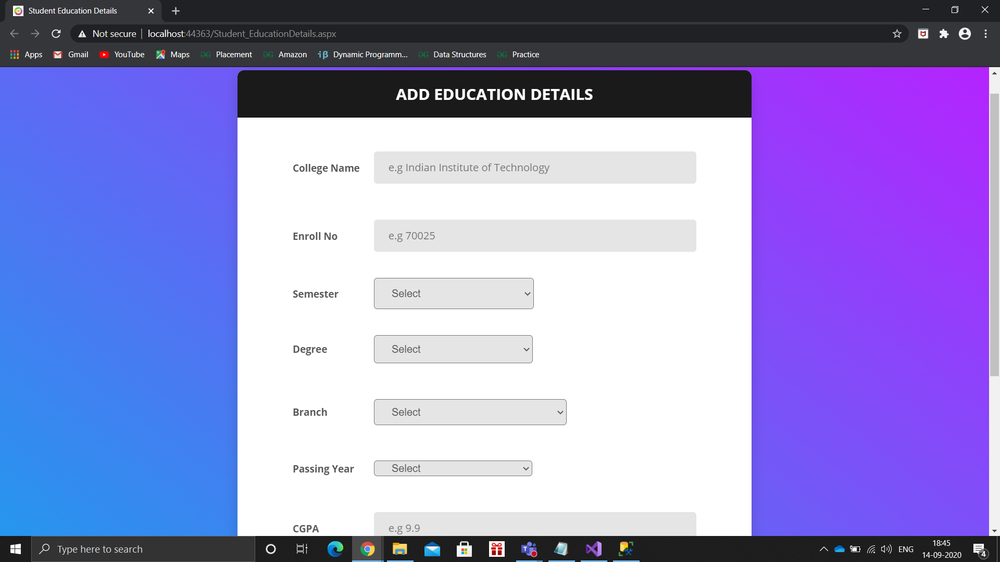 Student Education Details
Not secure | localhost:44363/Student_EducationDetails.aspx
Apps Gmail YouTube Maps Placement Amazon Dynamic Programm... Data Structures Practice
ADD EDUCATION DETAILS
College Name e.g Indian Institute of Technology
Enroll No e.g 70025
Semester Select
Degree Select
Branch Select
Passing Year Select
CGPA e.g 9.9
Type here to search
ENG
18:45
14-09-2020
4